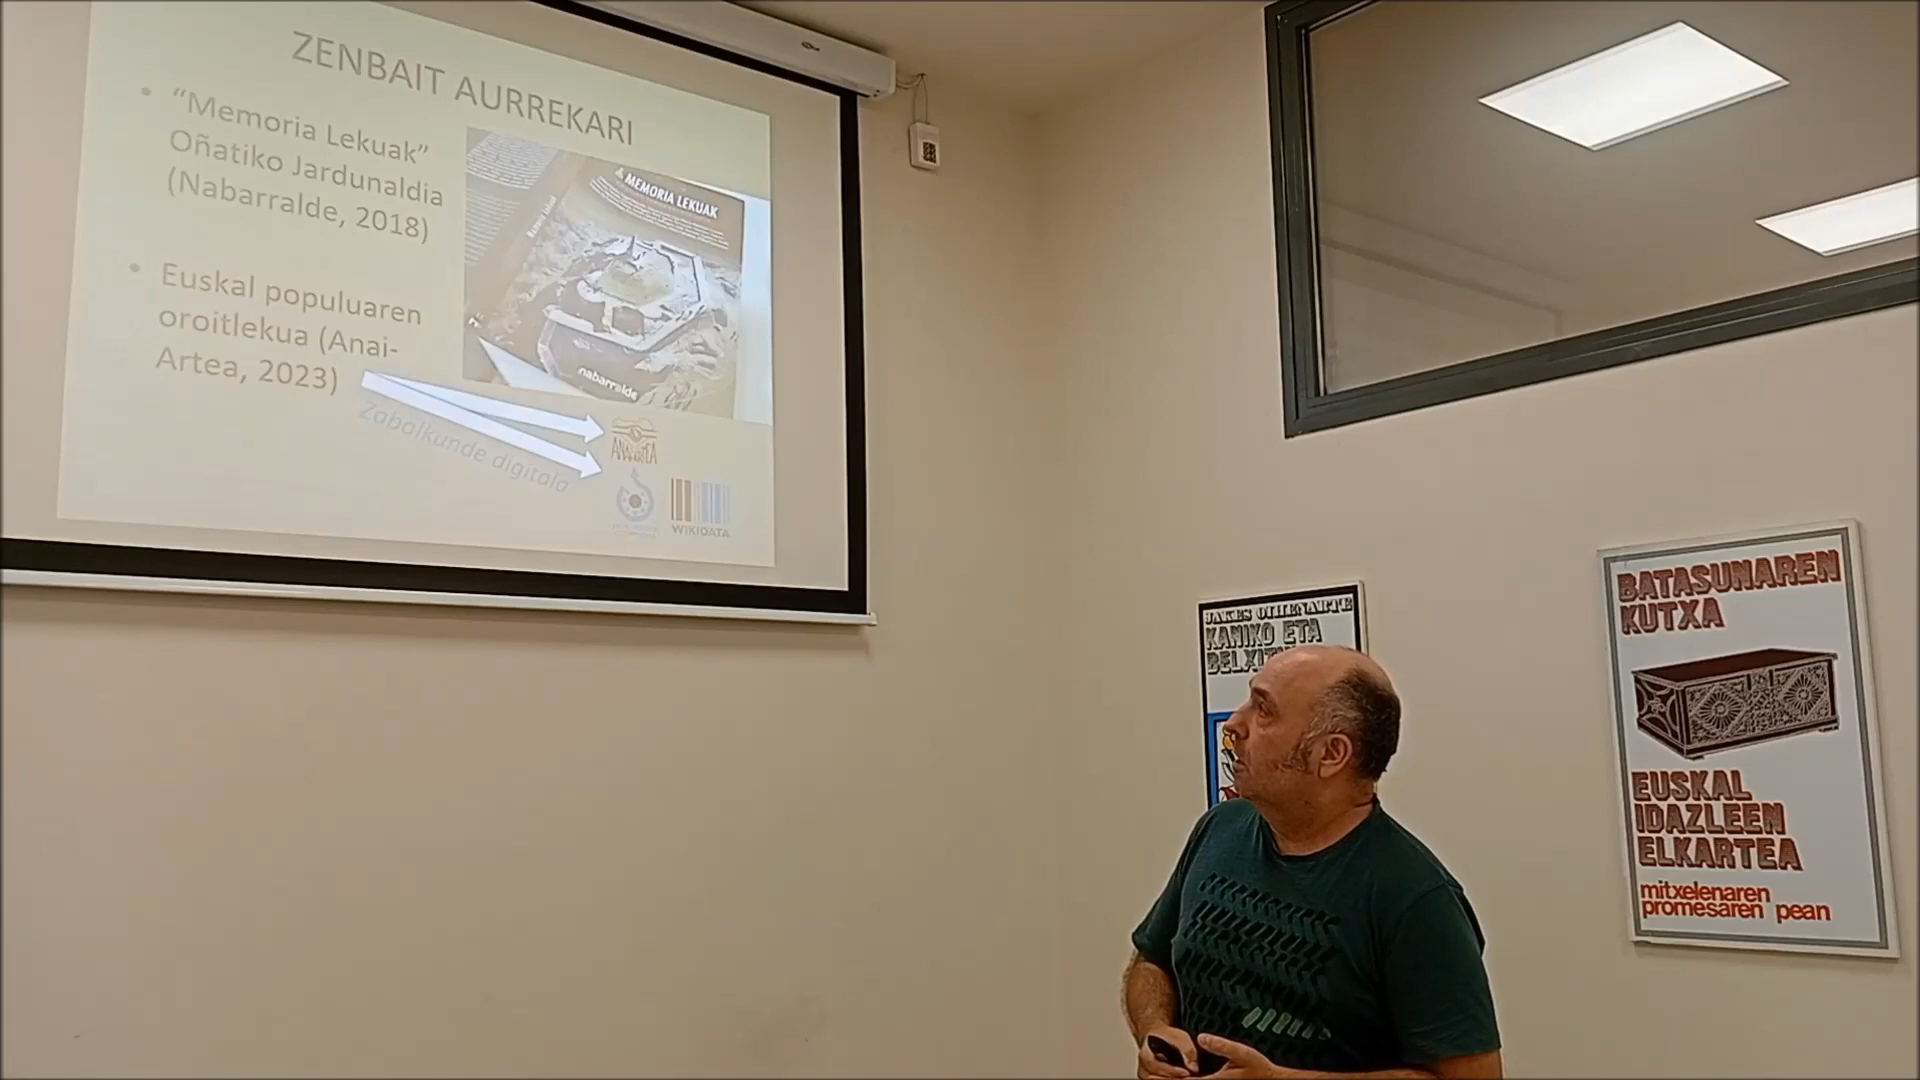 ZENBAIT AURREKARI
• “Memoria Lekuak”
Oñatiko Jardunaldia
(Nabarralde, 2018)
• Euskal populuaren
oroitlekua (Anai-
Artea, 2023)
Zabalkunde digitala
MEMORIA LEKUAK
nabarralde
WIKIDATA
JAKES OIHENARTE
KANIKO ETA
BATASUNAREN
KUTXA
EUSKAL
IDAZLEEN
ELKARTEA
mitxelenaren
promesaren pean